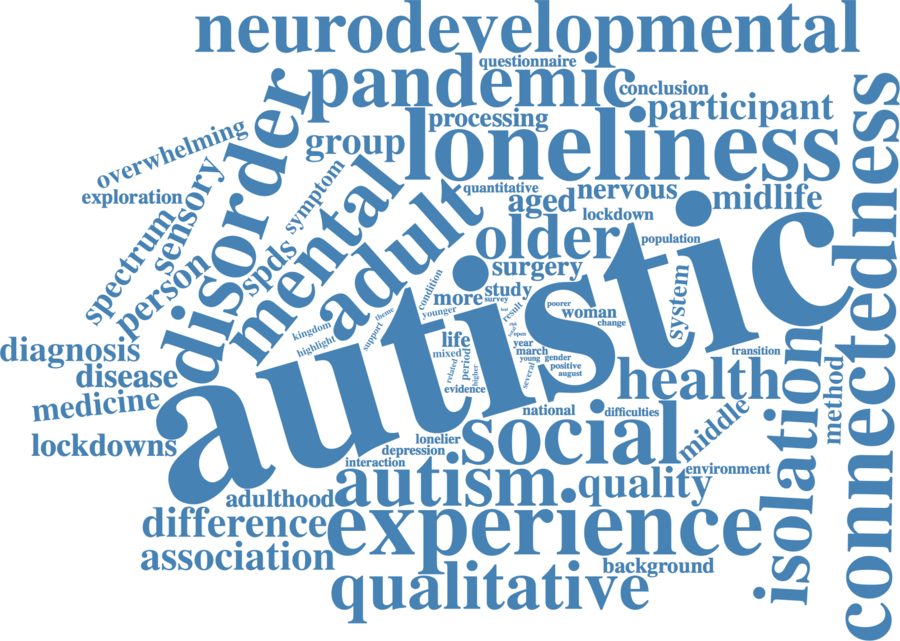 neurodevelopmental
questionnaire
pandemic
conclusion
participant
processing
loneliness
group
overwhelming
exploration
sensory
disorder
symptom
mental
adult
quantitative
aged
nervous
midlife
lockdown
older
population
connectedness
spectrum
person
spds
surgery
system
condition
more
study
survey
younger
theme
kingdom
highlight
support
result
poorer
woman
change
autistic
life
mixed
period
related
higher
evidence
year
march
young
gender
positive
august
several
open
transition
diagnosis
disease
medicine
lockdowns
health
isolation
method
national
difficulties
social
middle
lonelier
depression
interaction
environment
autism
quality
adulthood
difference
experience
association
background
qualitative